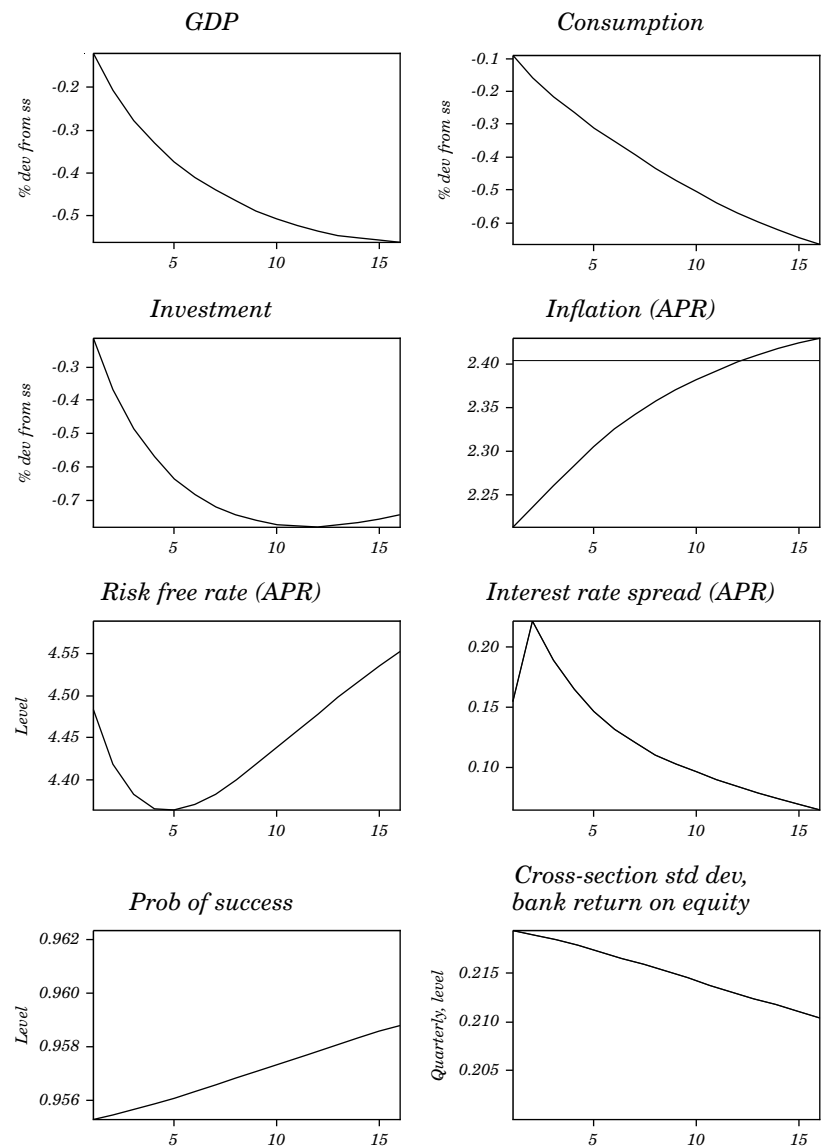 GDP
% dev from ss
-0.2
-0.3
-0.4
-0.5
5 10 15
Consumption
% dev from ss
-0.1
-0.2
-0.3
-0.4
-0.5
-0.6
5 10 15
Investment
% dev from ss
-0.3
-0.4
-0.5
-0.6
-0.7
5 10 15
Inflation (APR)
2.40
2.35
2.30
2.25
5 10 15
Risk free rate (APR)
Level
4.55
4.50
4.45
4.40
5 10 15
Interest rate spread (APR)
0.20
0.15
0.10
5 10 15
Prob of success
Level
0.962
0.960
0.958
0.956
5 10 15
Cross-section std dev,
bank return on equity
Quarterly, level
0.215
0.210
0.205
5 10 15